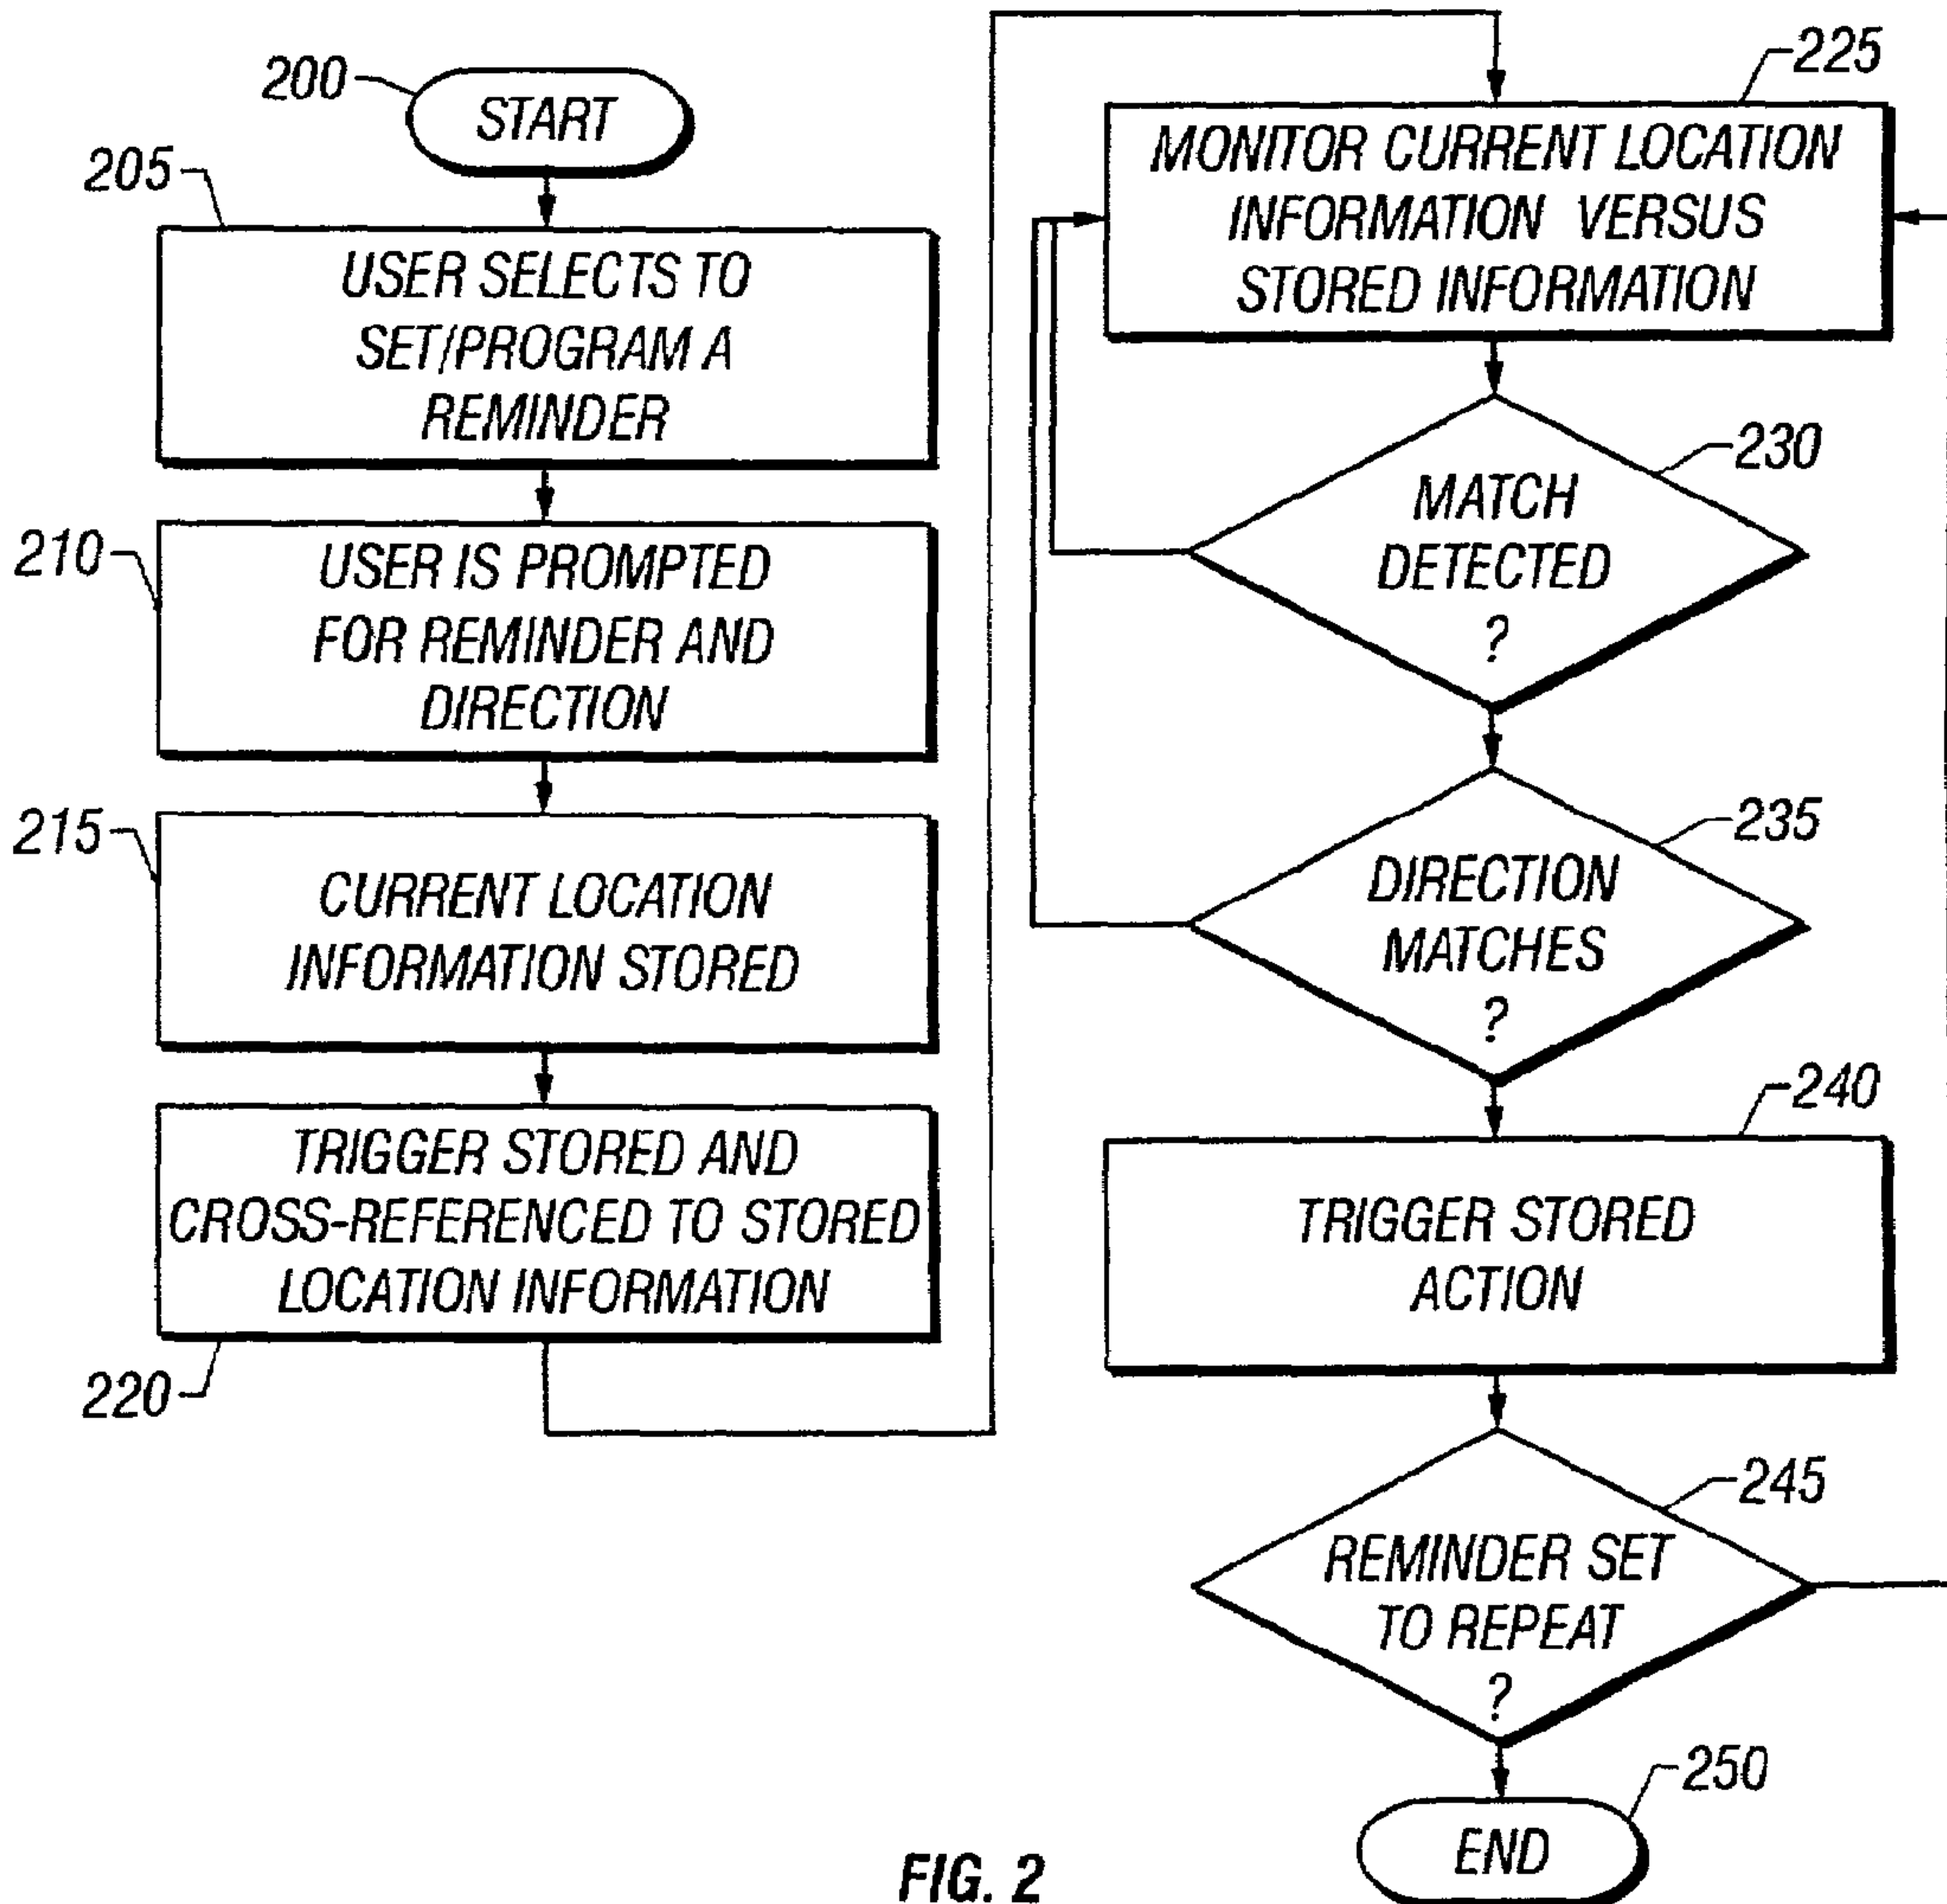 200
START
205
USER SELECTS TO
SET/PROGRAM A
REMINDER
210
USER IS PROMPTED
FOR REMINDER AND
DIRECTION
215
CURRENT LOCATION
INFORMATION STORED
TRIGGER STORED AND
CROSS-REFERENCED TO STORED
LOCATION INFORMATION
220
225
MONITOR CURRENT LOCATION
INFORMATION VERSUS
STORED INFORMATION
230
MATCH
DETECTED
?
235
DIRECTION
MATCHES
?
240
TRIGGER STORED
ACTION
245
REMINDER SET
TO REPEAT
?
250
END
FIG. 2